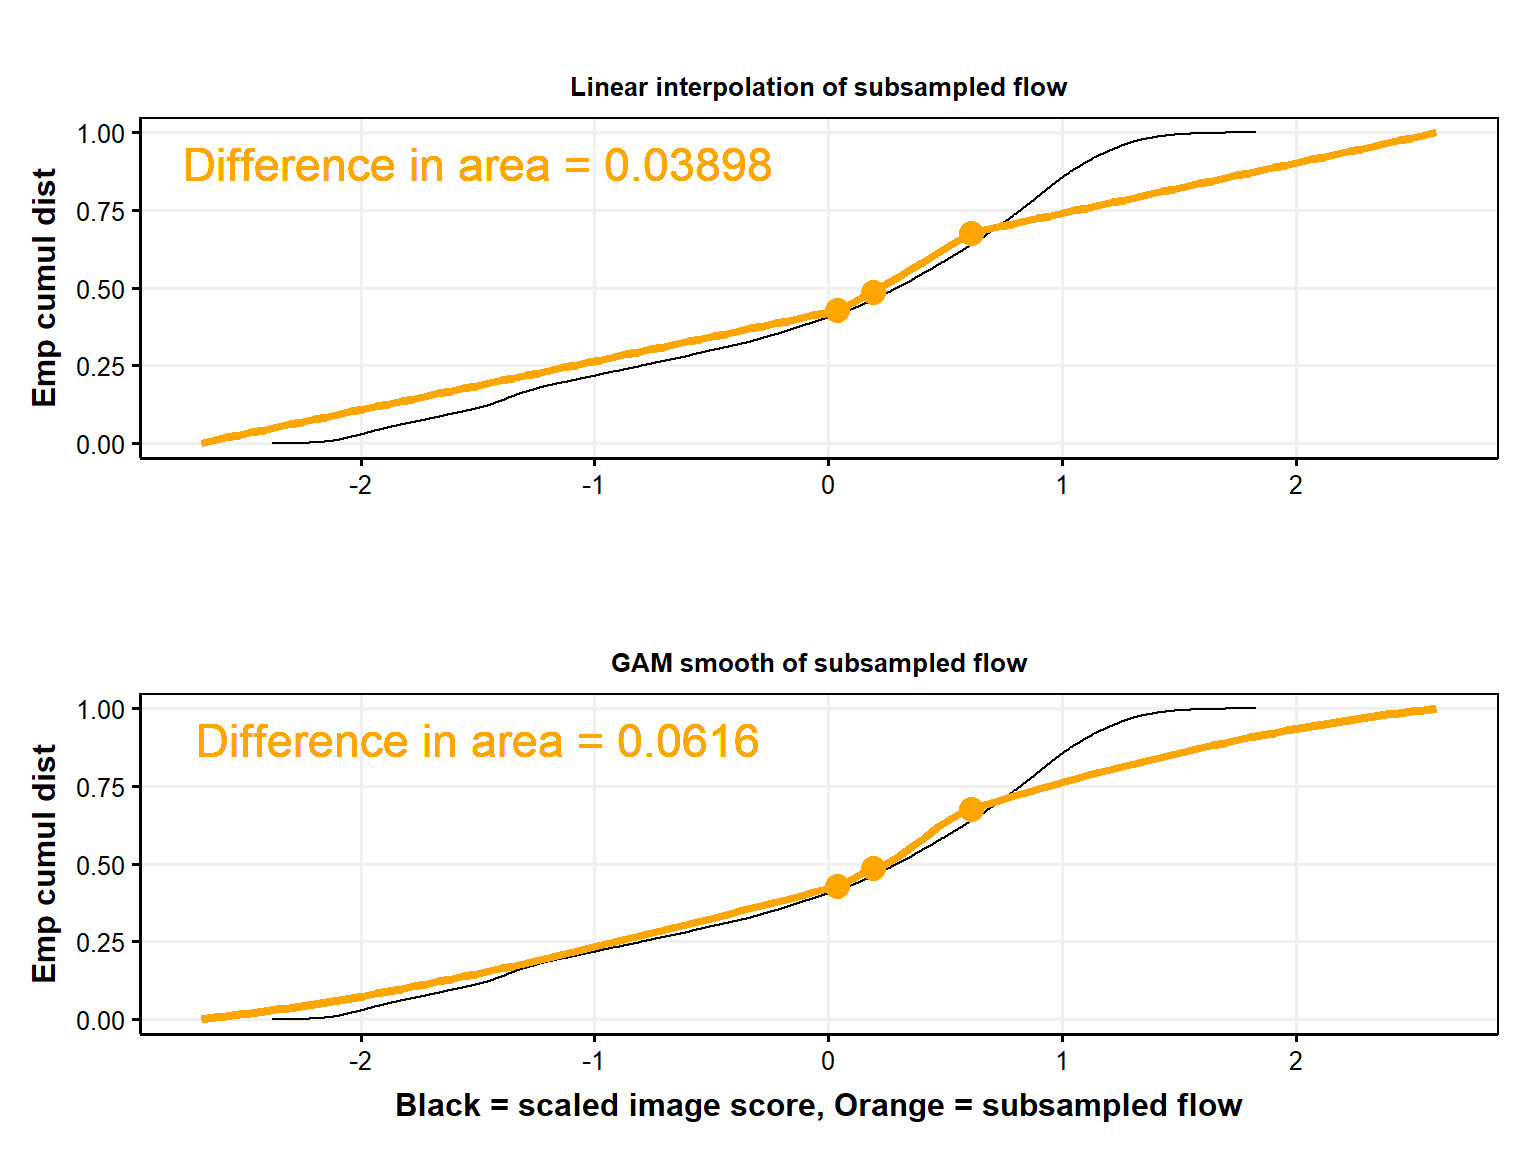 Linear interpolation of subsampled flow
Difference in area = 0.03898
Emp cumul dist
1.00
0.75
0.50
0.25
0.00
-2 -1 0 1 2
GAM smooth of subsampled flow
Difference in area = 0.0616
Emp cumul dist
1.00
0.75
0.50
0.25
0.00
-2 -1 0 1 2
Black = scaled image score, Orange = subsampled flow